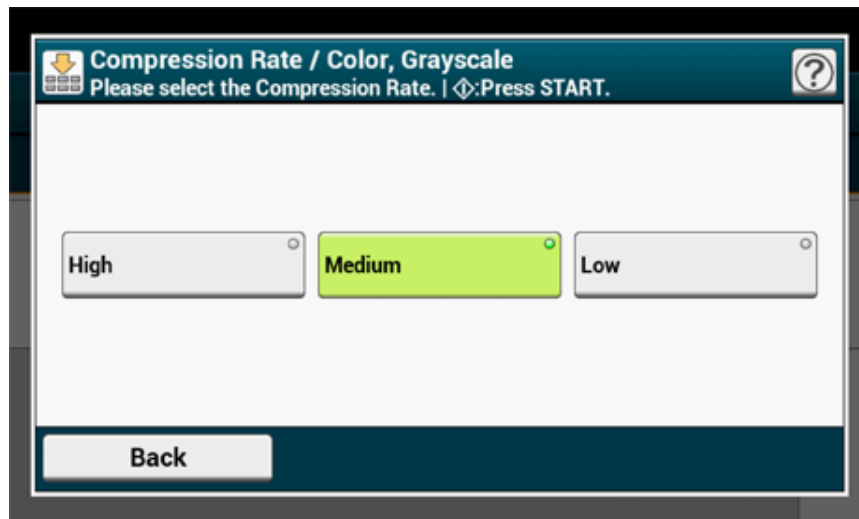 Compression Rate / Color, Grayscale
Please select the Compression Rate. | :Press START.
?
High
Medium
Low
Back